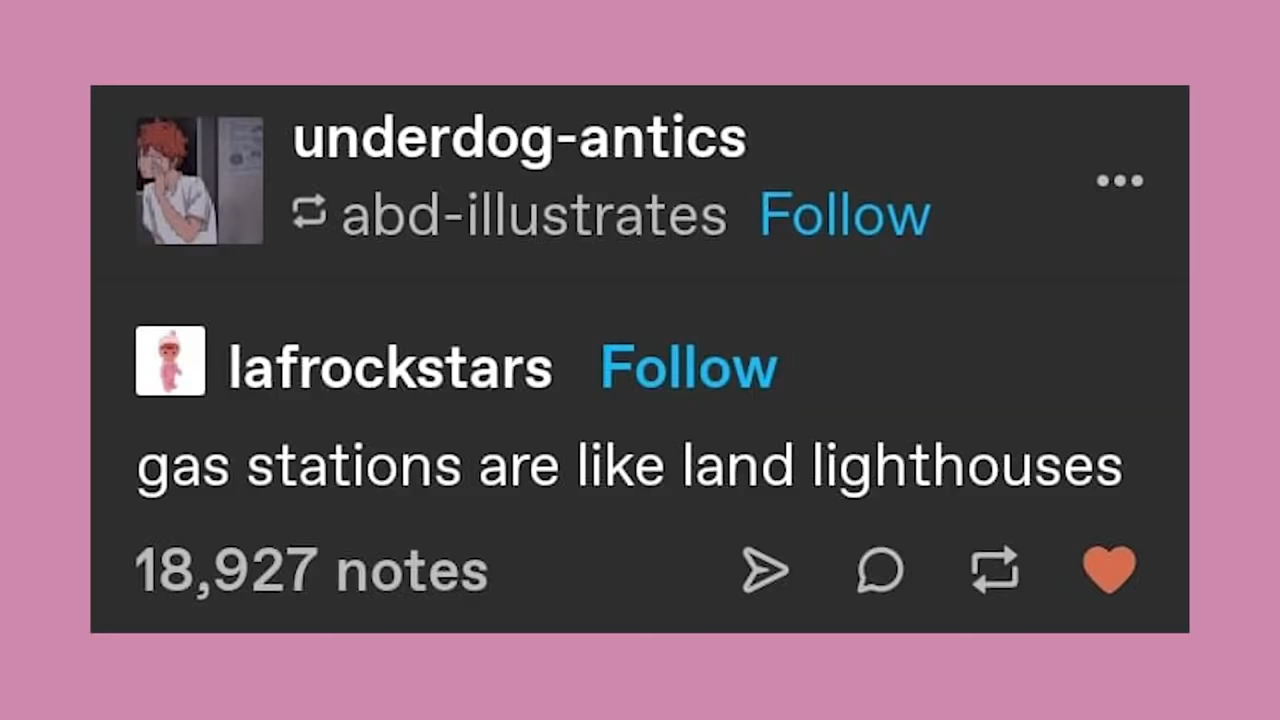 underdog-antics
abd-illustrates Follow
lafrockstars Follow
gas stations are like land lighthouses
18,927 notes